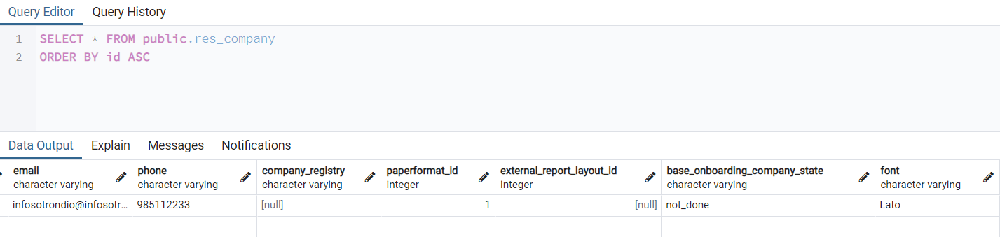 Query Editor Query History
1 SELECT * FROM public.res_company
2 ORDER BY id ASC
Data Output Explain Messages Notifications
email phone company_registry paperformat_id external_report_layout_id base_onboarding_company_state font
character varying character varying character varying integer integer character varying character varying
infosotrondio@infosotr... 985112233 [null] 1 [null] not_done Lato